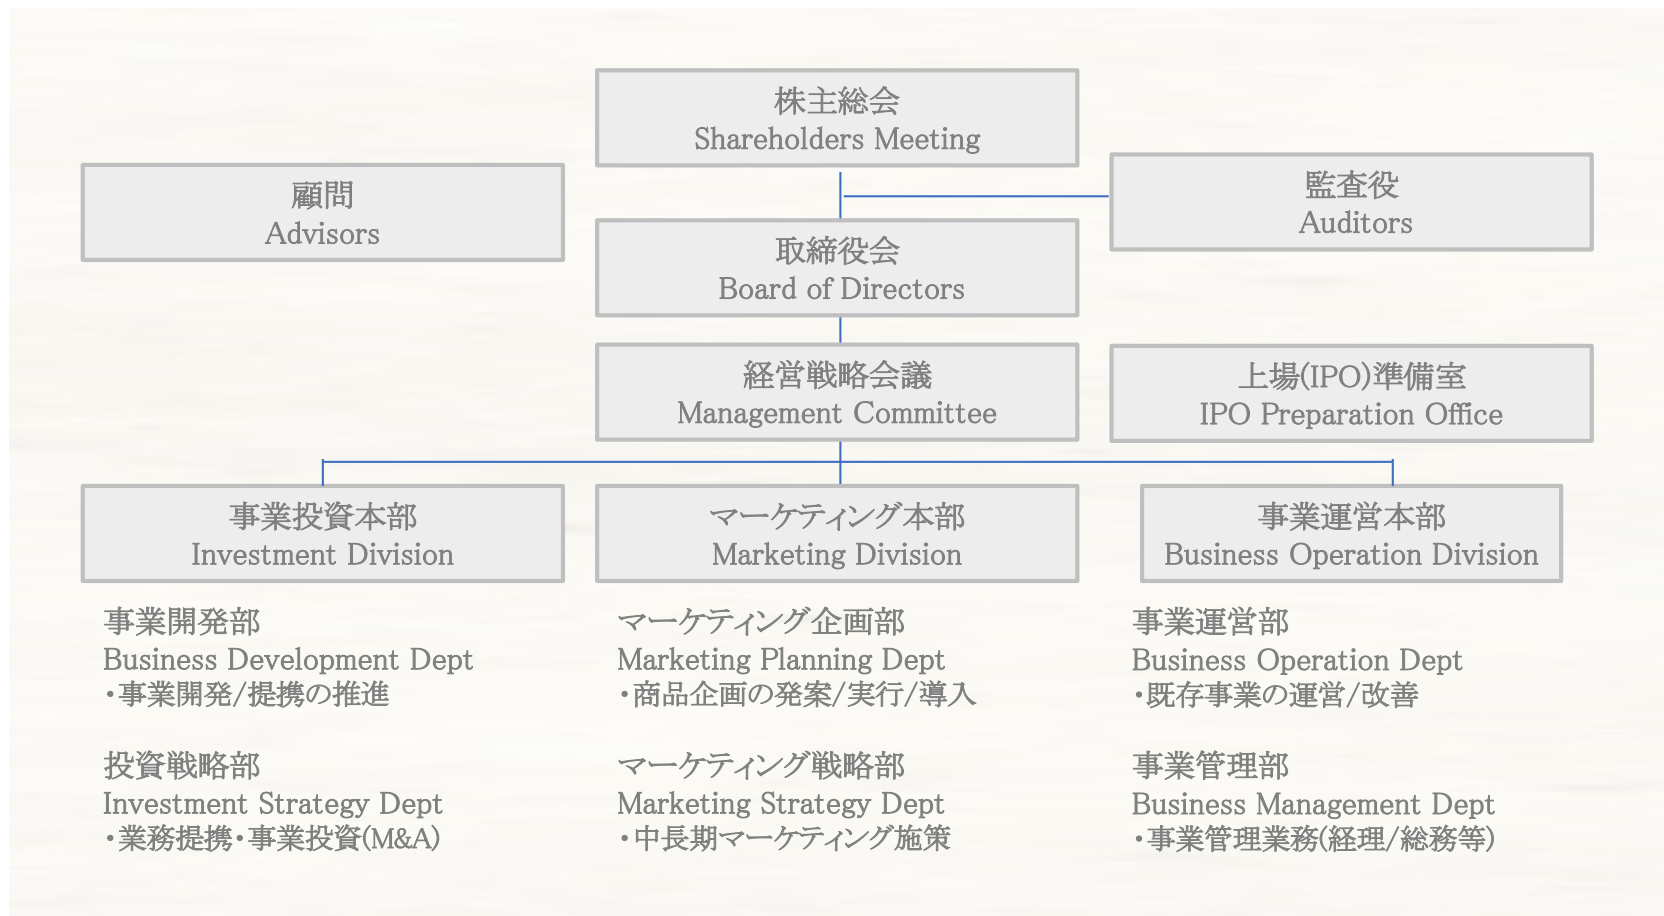 株主総会
Shareholders Meeting
顧問
Advisors
監査役
Auditors
取締役会
Board of Directors
経営戦略会議
Management Committee
上場(IPO)準備室
IPO Preparation Office
事業投資本部
Investment Division
マーケティング本部
Marketing Division
事業運営本部
Business Operation Division
事業開発部
Business Development Dept
・事業開発/提携の推進
投資戦略部
Investment Strategy Dept
・業務提携・事業投資(M&A)
マーケティング企画部
Marketing Planning Dept
・商品企画の発案/実行/導入
マーケティング戦略部
Marketing Strategy Dept
・中長期マーケティング施策
事業運営部
Business Operation Dept
・既存事業の運営/改善
事業管理部
Business Management Dept
・事業管理業務(経理/総務等)